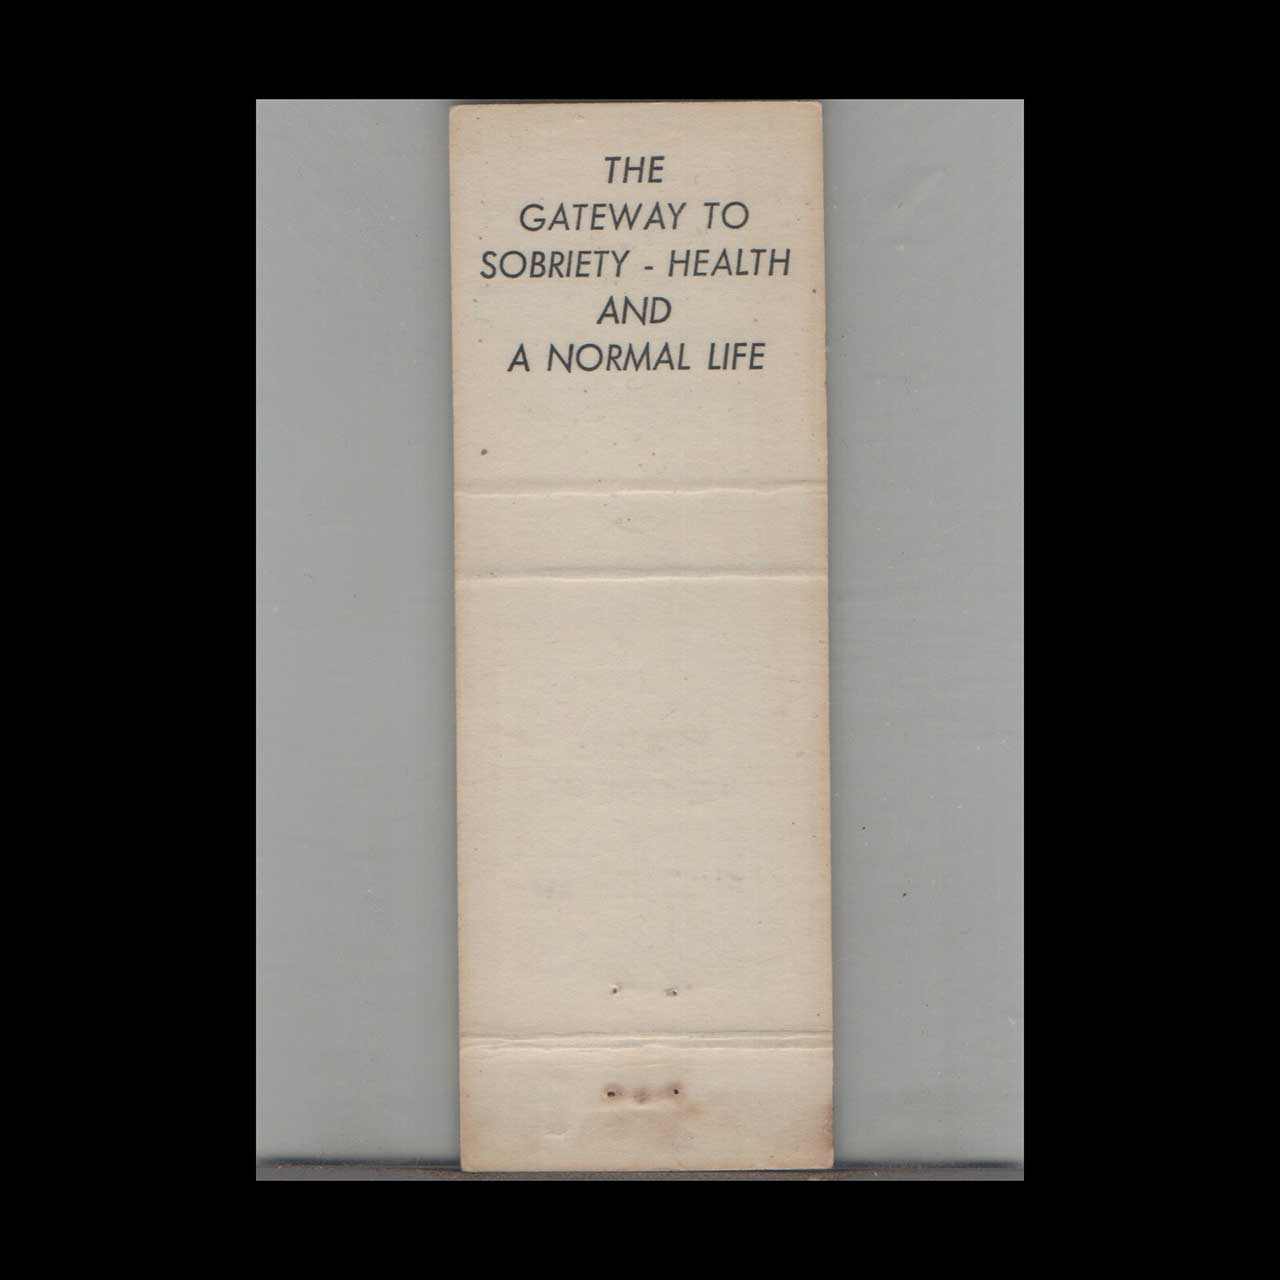 THE
GATEWAY TO
SOBRIETY - HEALTH
AND
A NORMAL LIFE